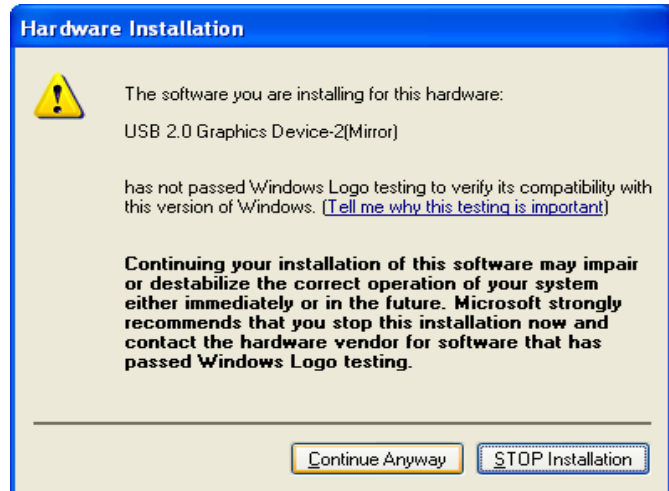 Hardware Installation
The software you are installing for this hardware:
USB 2.0 Graphics Device-2(Mirror)
has not passed Windows Logo testing to verify its compatibility with
this version of Windows. (Tell me why this testing is important)
Continuing your installation of this software may impair
or destabilize the correct operation of your system
either immediately or in the future. Microsoft strongly
recommends that you stop this installation now and
contact the hardware vendor for software that has
passed Windows Logo testing.
Continue Anyway
STOP Installation